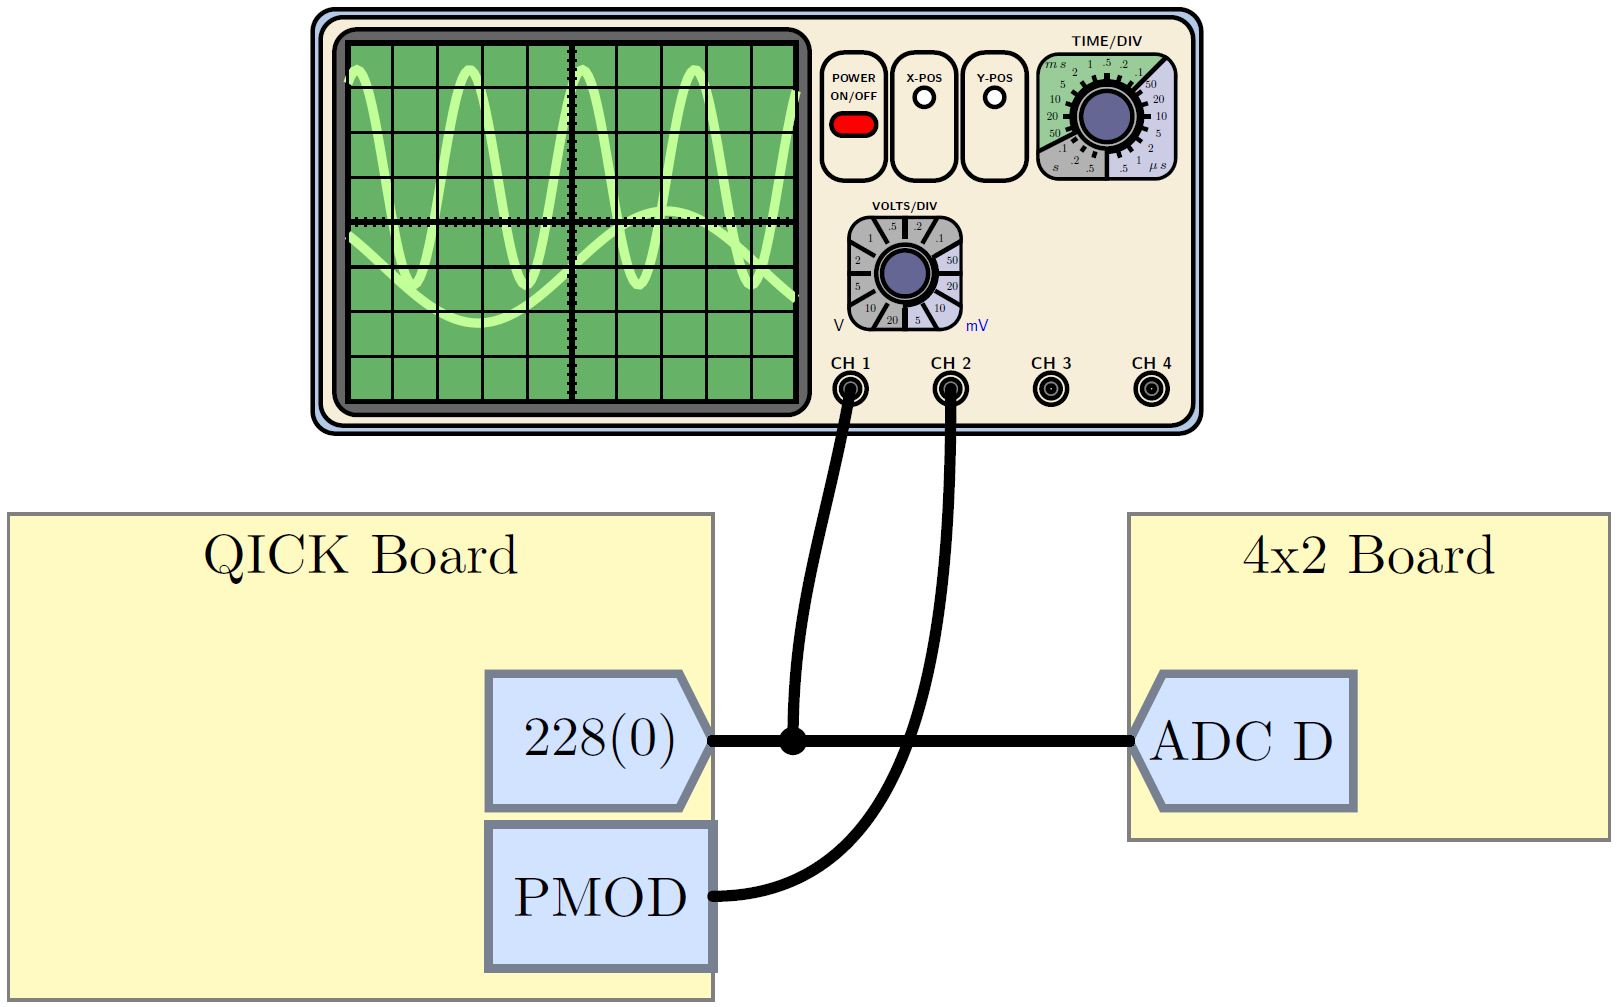 TIME/DIV
POWER
ON/OFF
X-POS
Y-POS
m s
50
20
10
5
2
1
.5
.2
.1
50
20
10
5
2
1
.5
μ s
.5
.2
.1
s
VOLTS/DIV
V
20
10
5
2
1
.5
.2
.1
50
20
10
5
mV
CH 1
CH 2
CH 3
CH 4
QICK Board
4x2 Board
228(0)
ADC D
PMOD